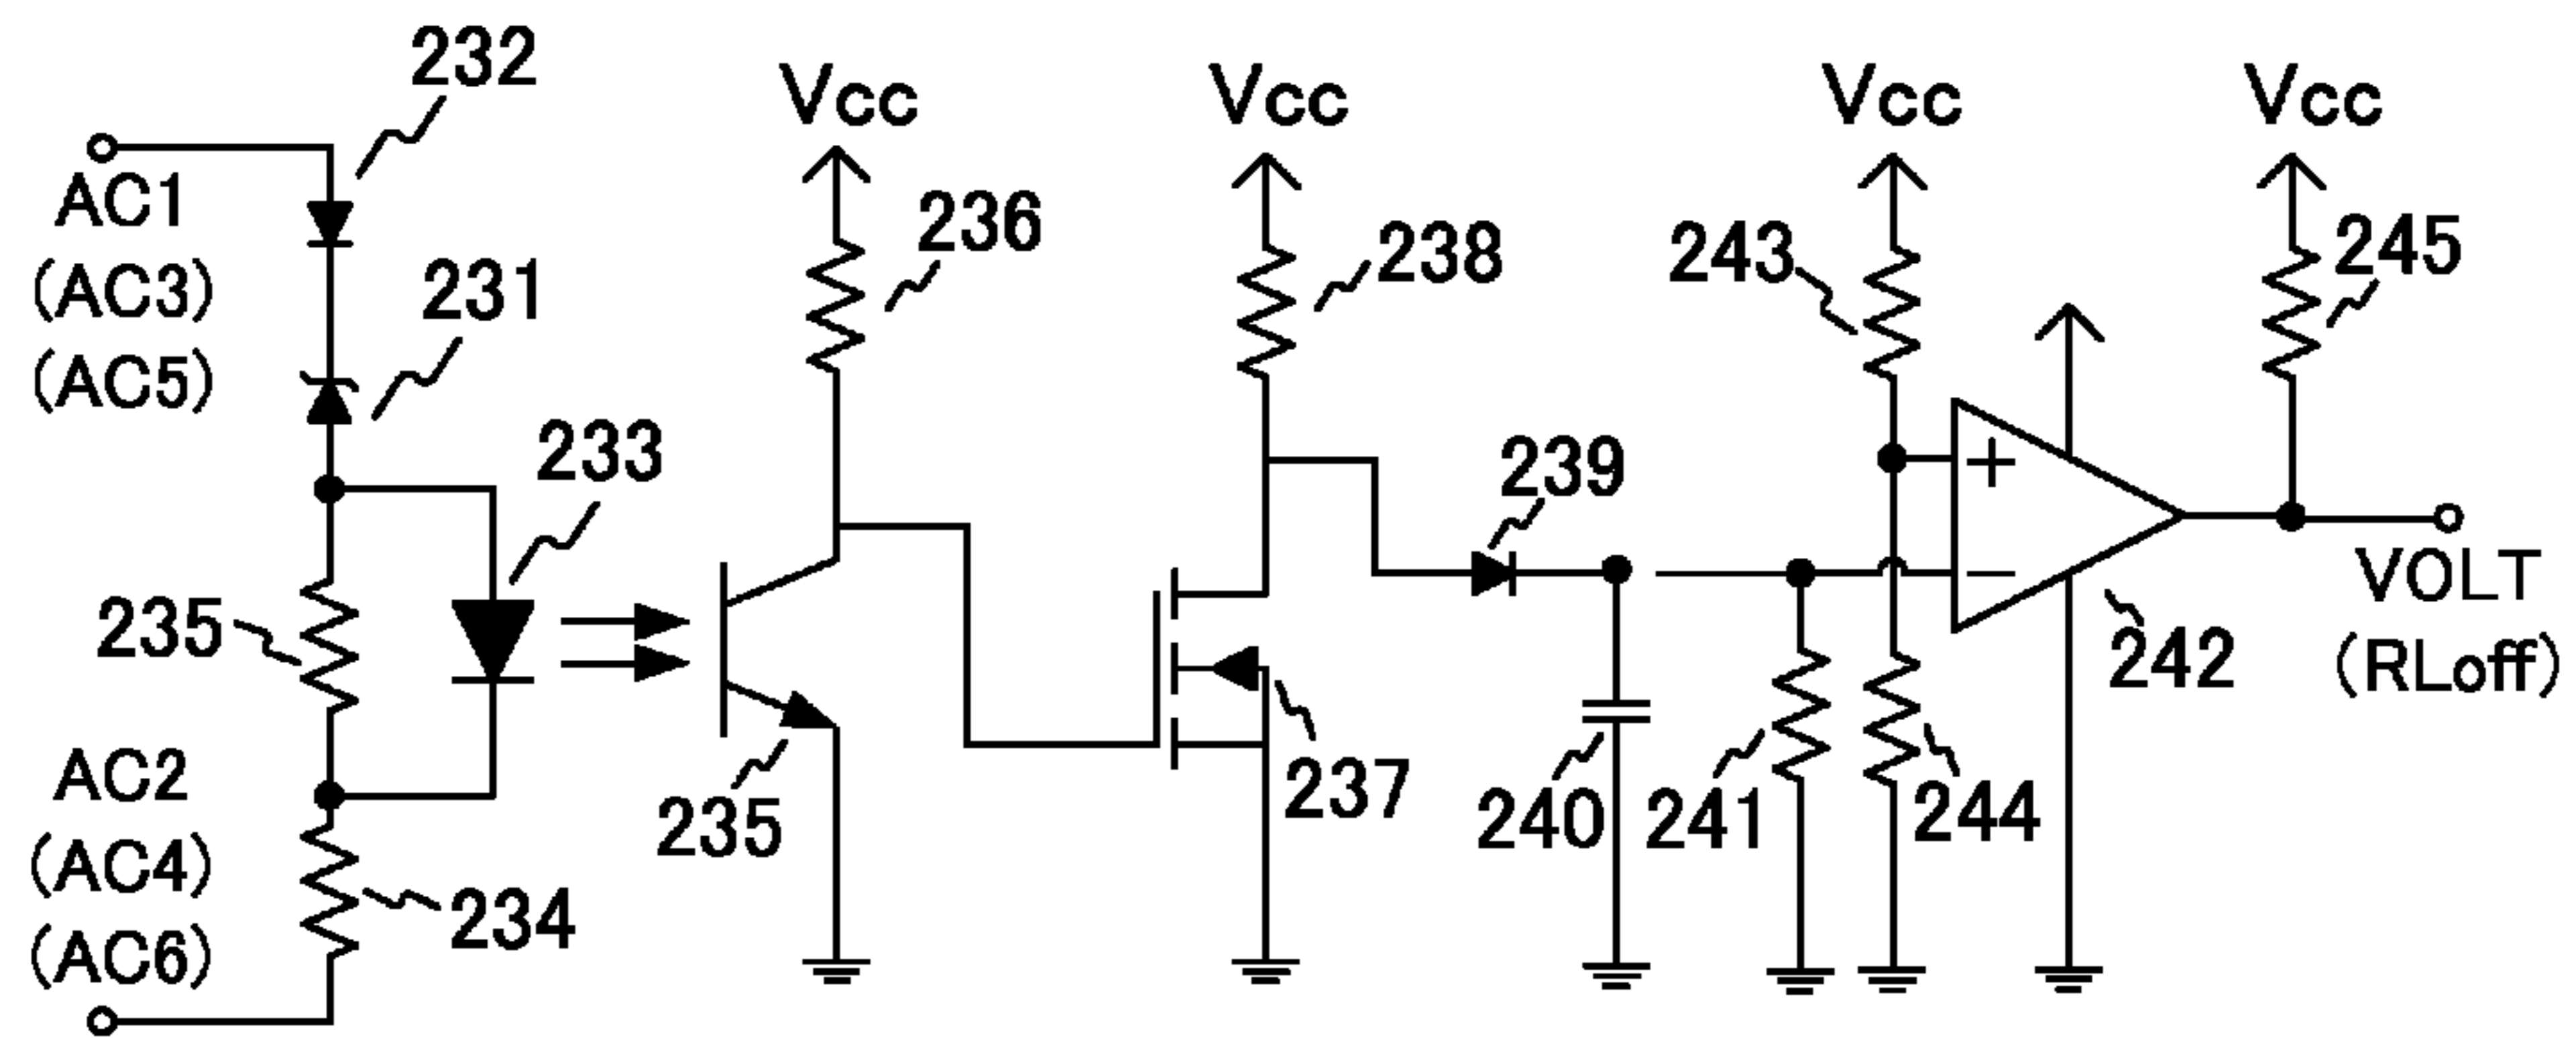 232
Vcc
Vcc
Vcc
Vcc
AC1
(AC3)
(AC5)
231
236
238
243
245
233
239
+
−
235
VOLT
(RLoff)
242
AC2
(AC4)
(AC6)
234
235
237
240
241
244